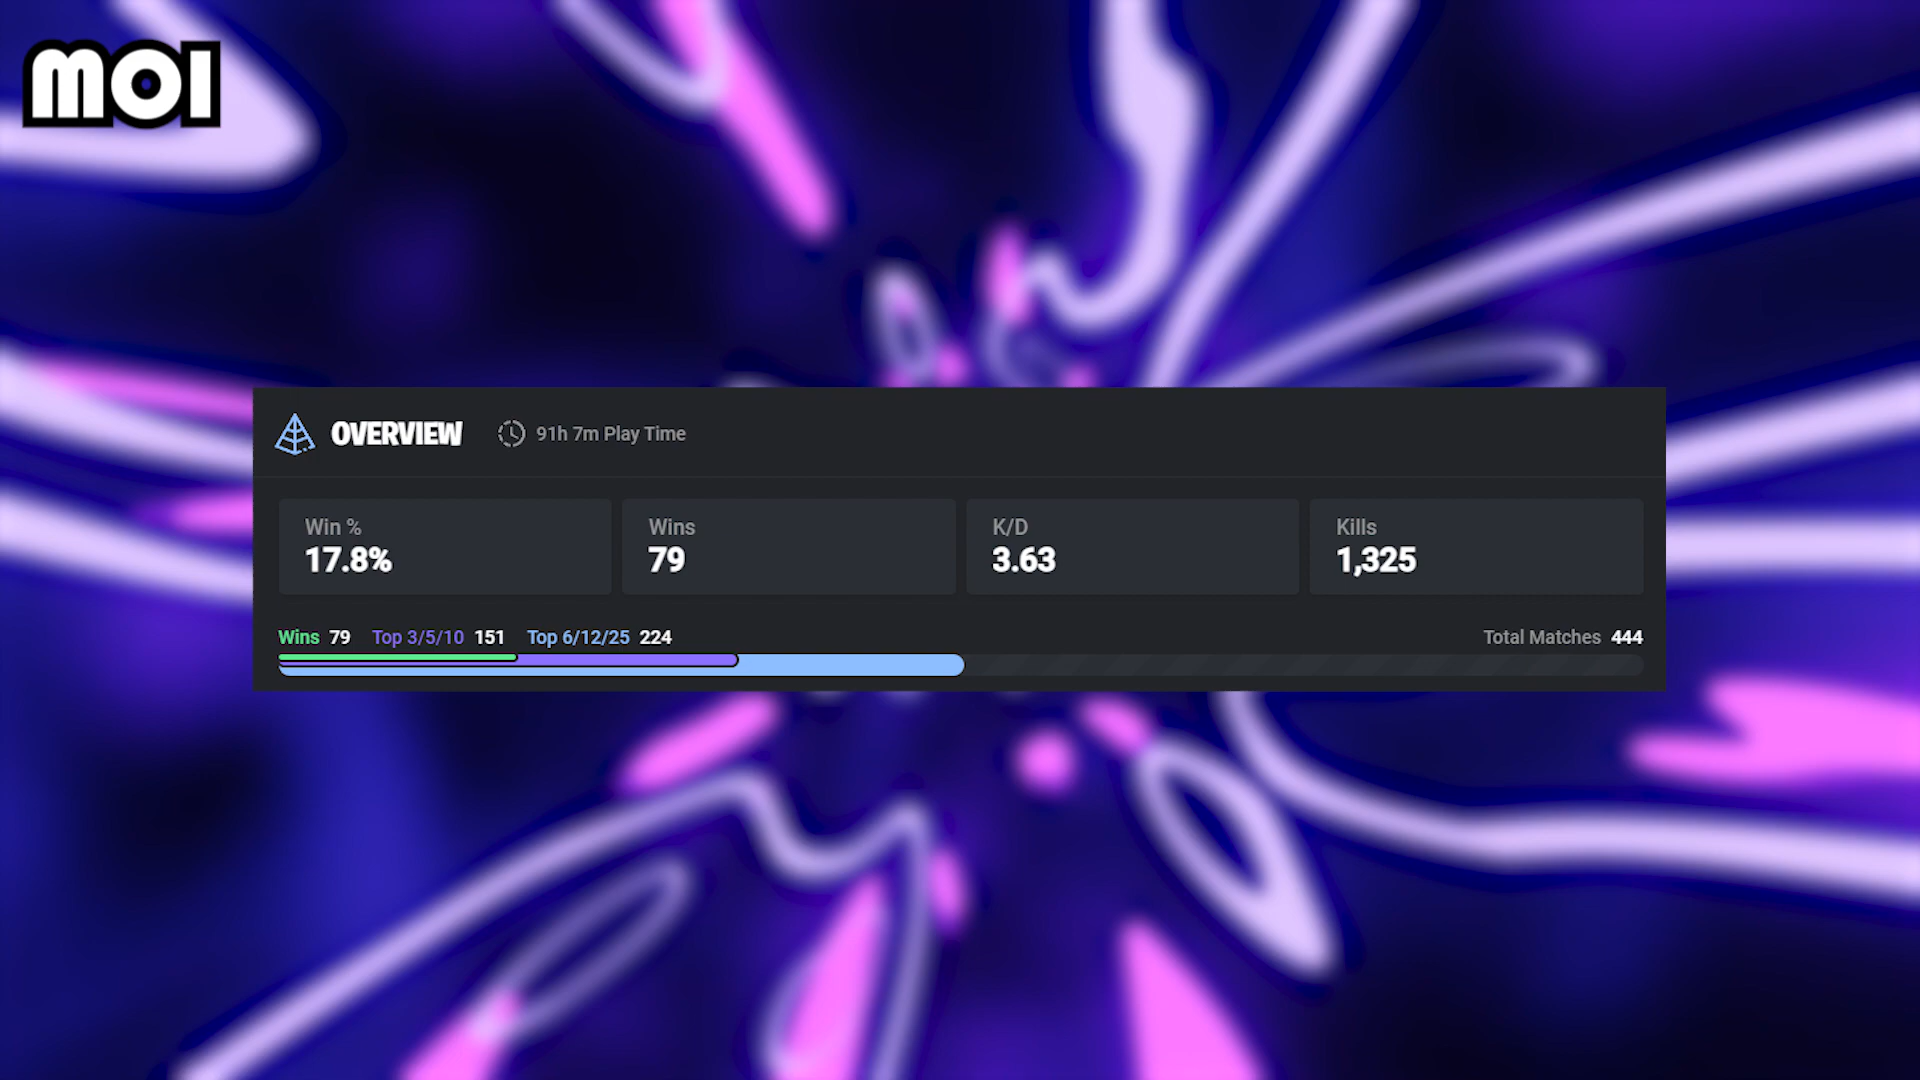 MOI
OVERVIEW 91h 7m Play Time
Win % Wins K/D Kills
17.8% 79 3.63 1,325
Wins 79 Top 3/5/10 151 Top 6/12/25 224 Total Matches 444